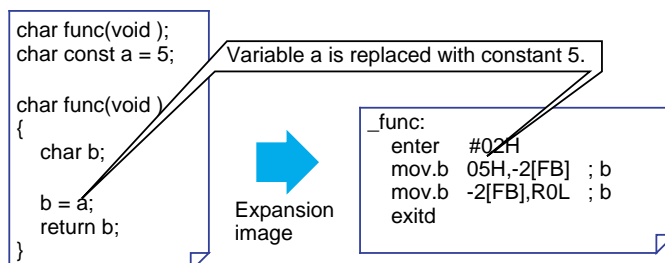 char func(void );
char const a = 5;
char func(void )
{
char b;
b = a;
return b;
}
Variable a is replaced with constant 5.
Expansion
image
_func:
enter #02H
mov.b 05H,-2[FB] ; b
mov.b -2[FB],R0L ; b
exitd